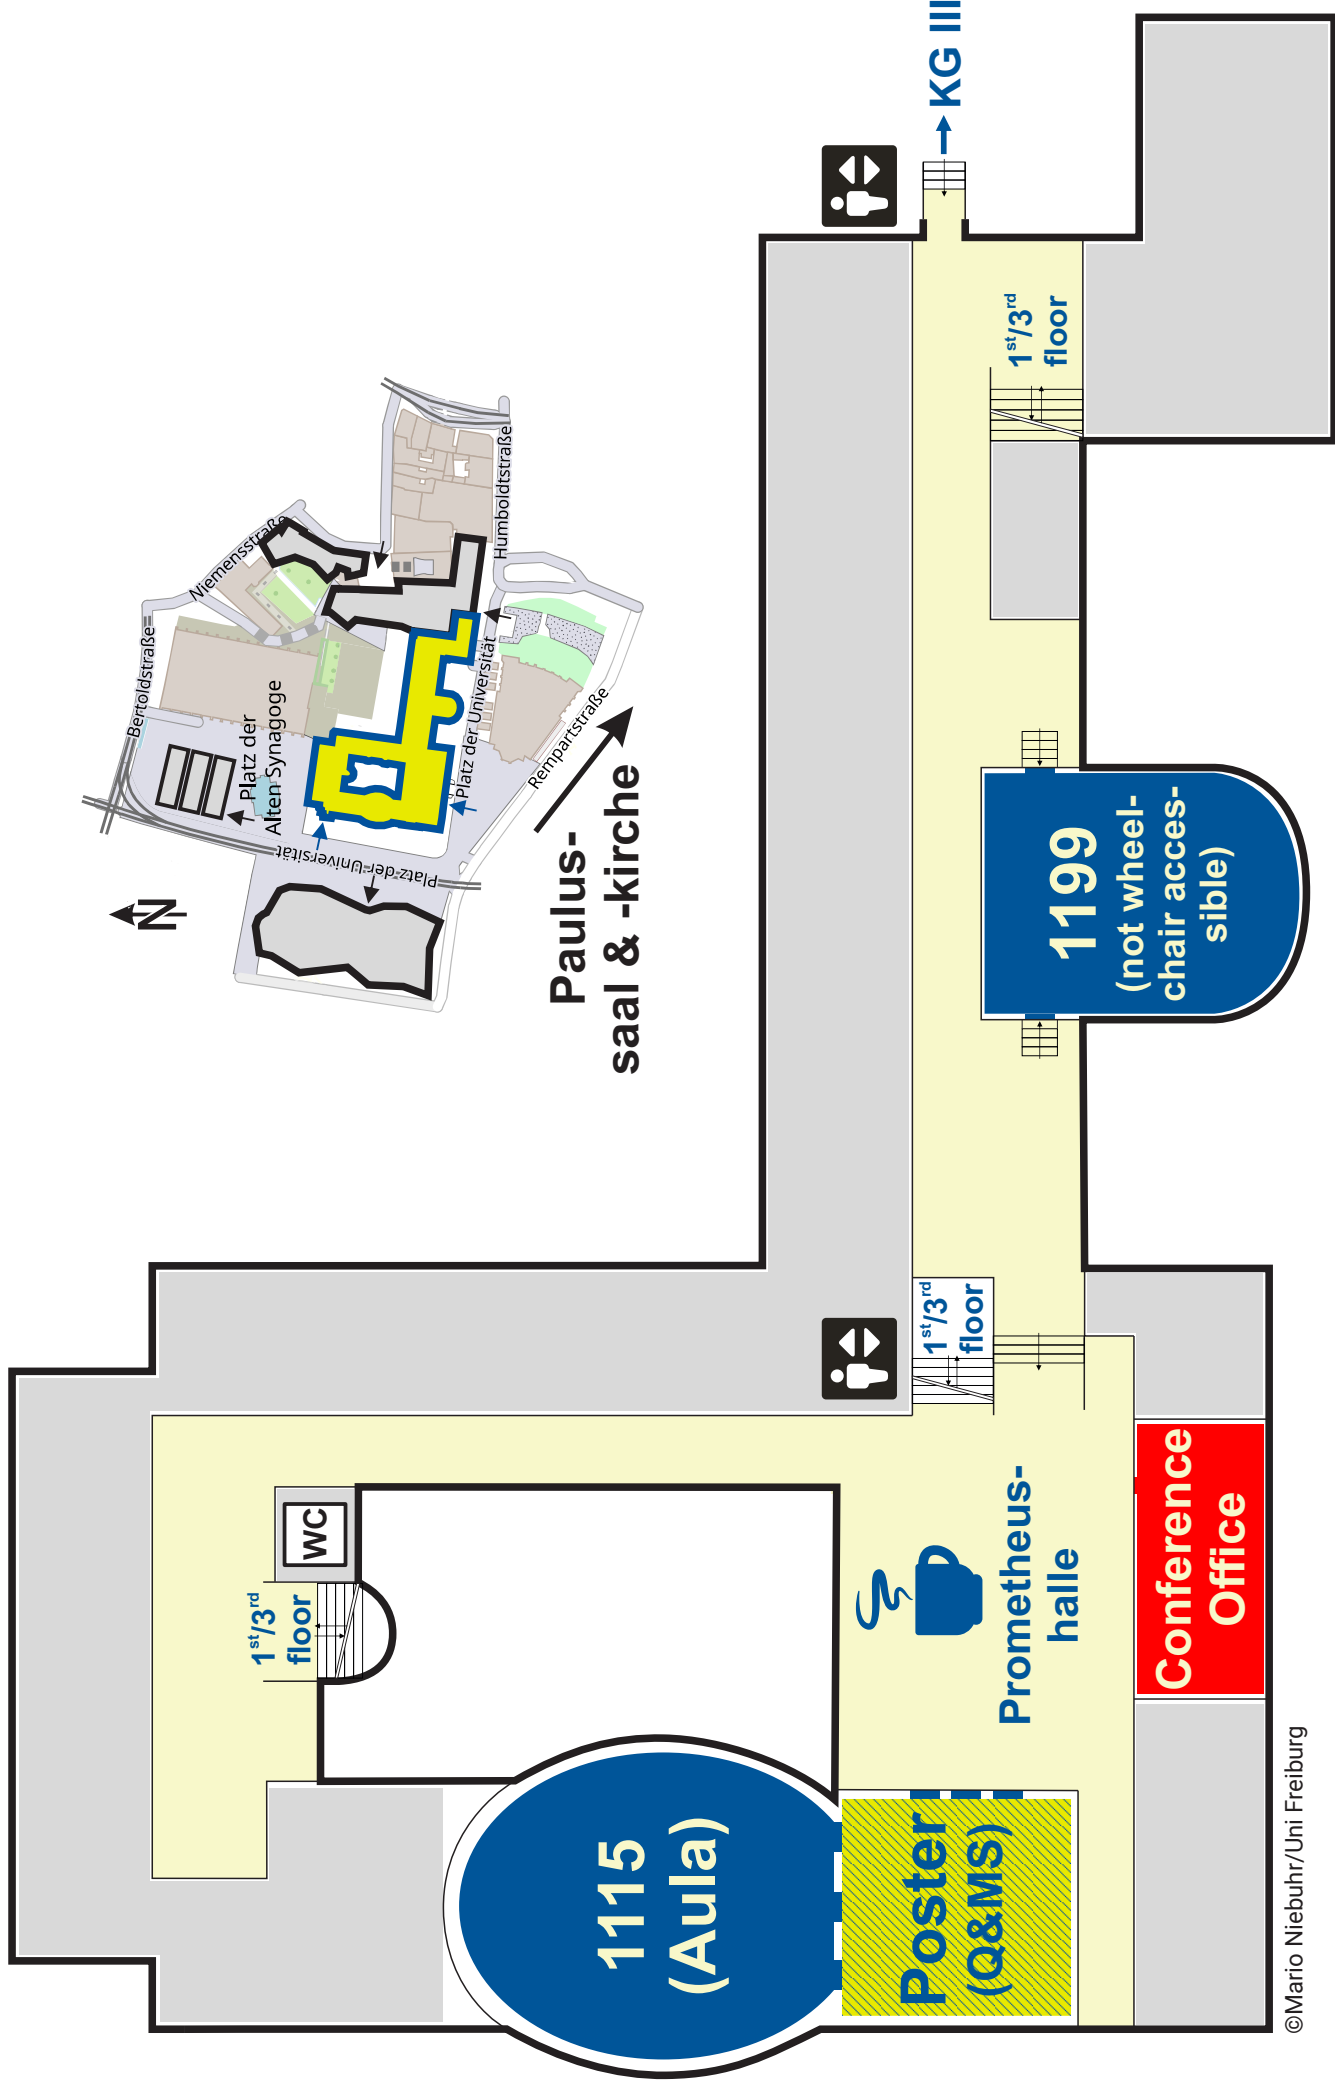 KG III
1st/3rd
floor
1199
(not wheel-
chair acces-
sible)
1st/3rd
floor
Conference
Office
Prometheus-
halle
WC
1st/3rd
floor
1115
(Aula)
Poster
(Q&MS)
Paulus-
saal & -kirche
N
Niemensstraße
Bertoldstraße
Humboldtstraße
Platz der
Alten Synagoge
Platz der Universität
Platz der Universität
Rempartstraße
©Mario Niebuhr/Uni Freiburg